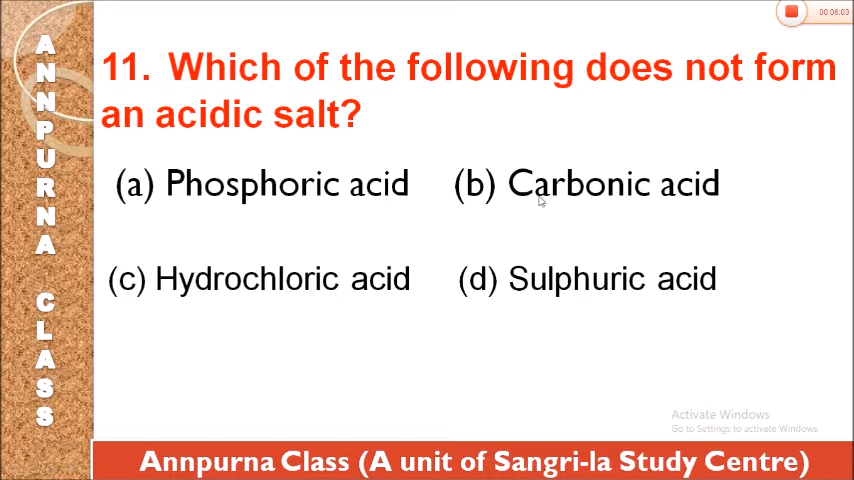 00:06:03
ANNPURNA CLASS
11. Which of the following does not form
an acidic salt?
(a) Phosphoric acid (b) Carbonic acid
(c) Hydrochloric acid (d) Sulphuric acid
Activate Windows
Go to Settings to activate Windows.
Annpurna Class (A unit of Sangri-la Study Centre)